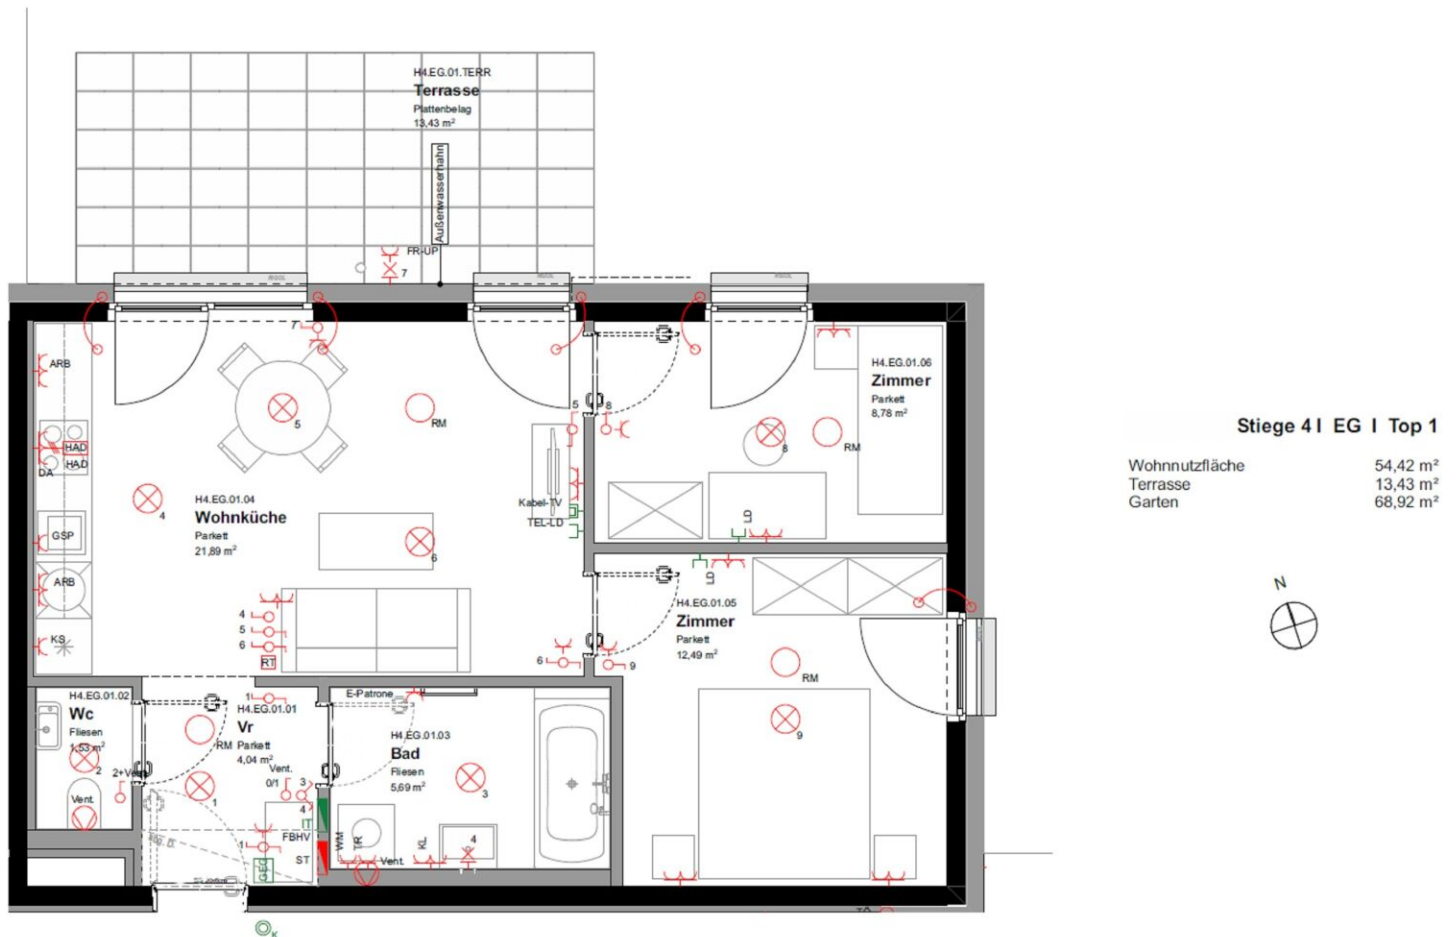 H4.EG.01.TERR
Terrasse
Plattenbelag
13,43 m²
Außenwasserhahn
FR-UP
7
7
ARB
HAD
HAD
DA
GSP
ARB
KS
5
RM
4
H4.EG.01.04
Wohnküche
Parkett
21,89 m²
6
Kabel-TV
TEL-LD
5
8
4
5
6
RT
6
9
H4.EG.01.06
Zimmer
Parkett
8,78 m²
8
RM
LD
LD
H4.EG.01.05
Zimmer
Parkett
12,49 m²
RM
9
H4.EG.01.02
Wc
Fliesen
1,53 m²
2
Vent.
1
H4.EG.01.01
Vr
RM
Parkett
4,04 m²
1
Vent.
0/1
3
4
IT
FBHV
ST
1
GEG
E-Patrone
H4.EG.01.03
Bad
Fliesen
5,69 m²
3
WM
TR
Vent.
KL
4
K
Stiege 4 I EG I Top 1
Wohnnutzfläche 54,42 m²
Terrasse 13,43 m²
Garten 68,92 m²
N